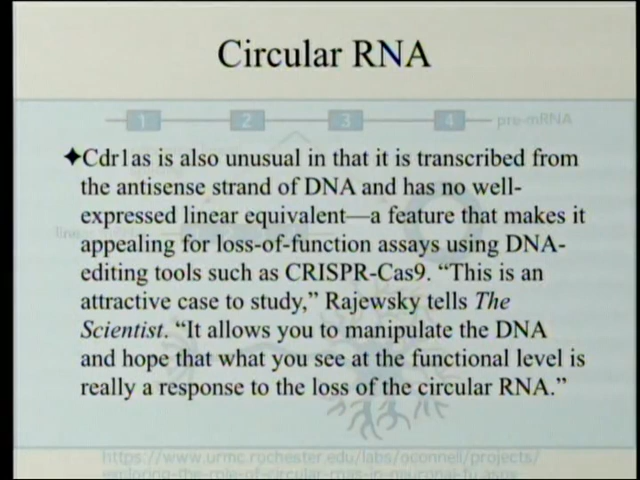 Circular RNA
1 2 3 4 pre-mRNA
✦Cdr1as is also unusual in that it is transcribed from
the antisense strand of DNA and has no well-
expressed linear equivalent—a feature that makes it
appealing for loss-of-function assays using DNA-
editing tools such as CRISPR-Cas9. “This is an
attractive case to study,” Rajewsky tells The
Scientist. “It allows you to manipulate the DNA
and hope that what you see at the functional level is
really a response to the loss of the circular RNA.”
https://www.urmc.rochester.edu/labs/oconnell/projects/